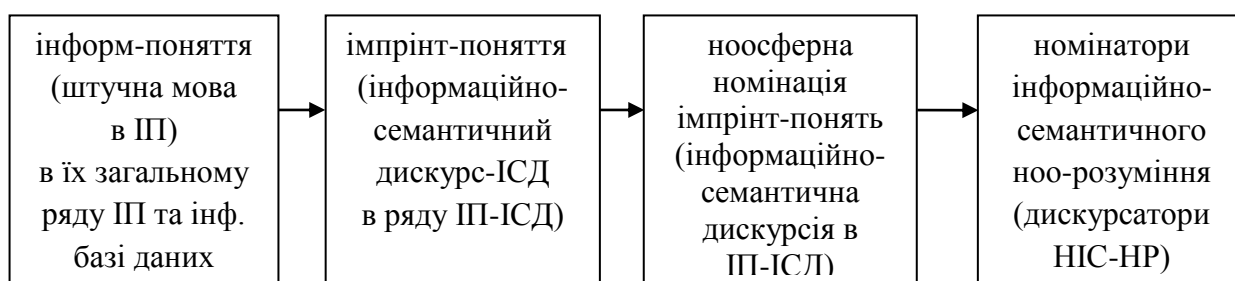 інформ-поняття
(штучна мова
в ІП)
в їх загальному
ряду ІП та інф.
базі даних
імпрінт-поняття
(інформаційно-
семантичний
дискурс-ІСД
в ряду ІП-ІСД)
ноосферна
номінація
імпрінт-понять
(інформаційно-
семантична
дискурсія в
ІП-ІСД)
номінатори
інформаційно-
семантичного
ноо-розуміння
(дискурсатори
НІС-НР)